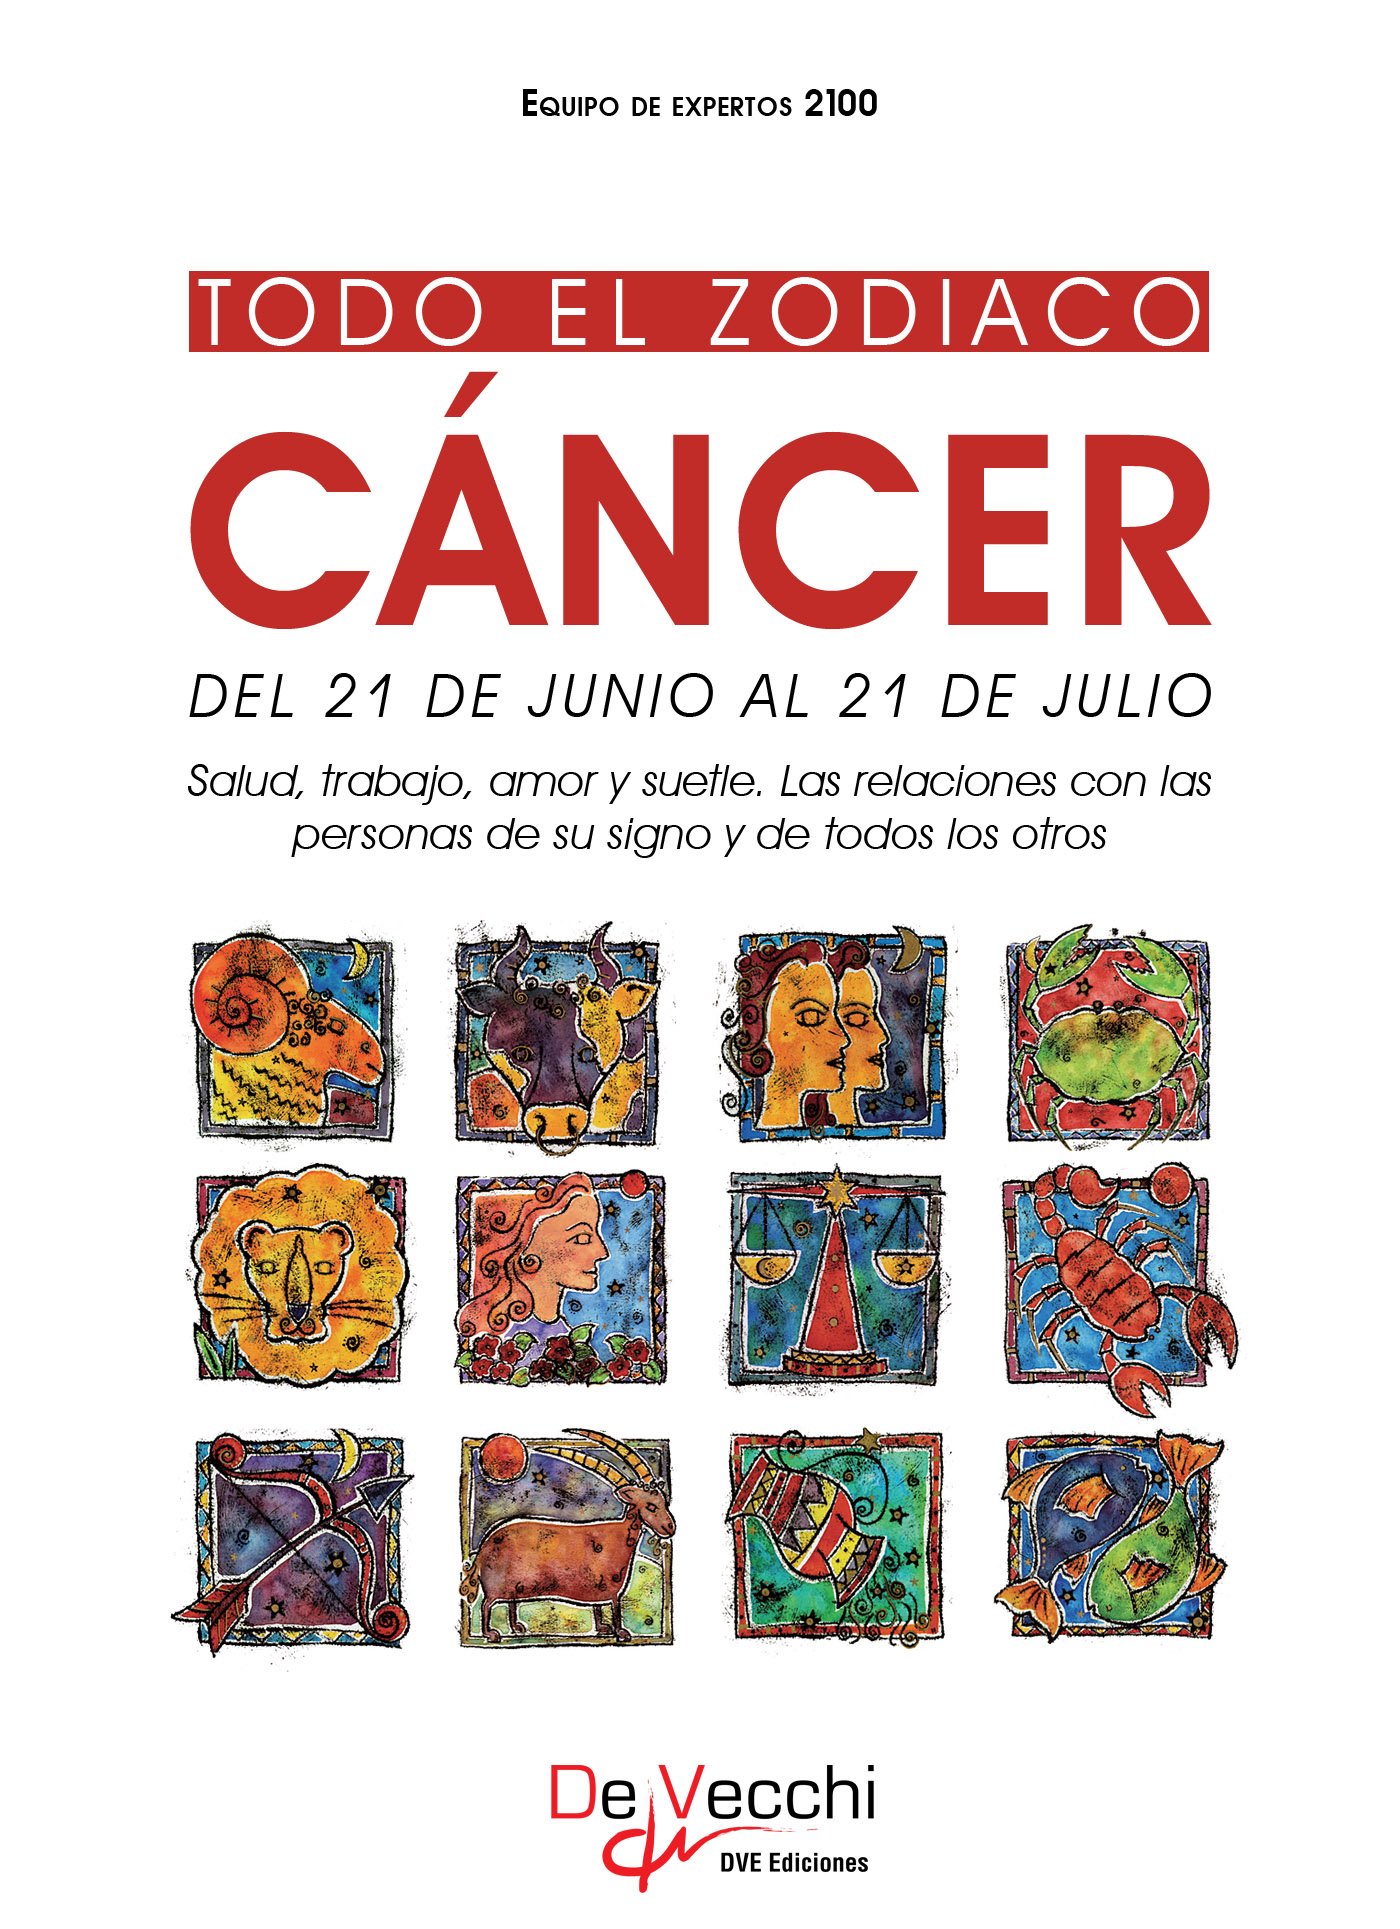 EQUIPO DE EXPERTOS 2100
TODO EL ZODIACO
CÁNCER
DEL 21 DE JUNIO AL 21 DE JULIO
Salud, trabajo, amor y suetle. Las relaciones con las
personas de su signo y de todos los otros
De Vecchi
DVE Ediciones